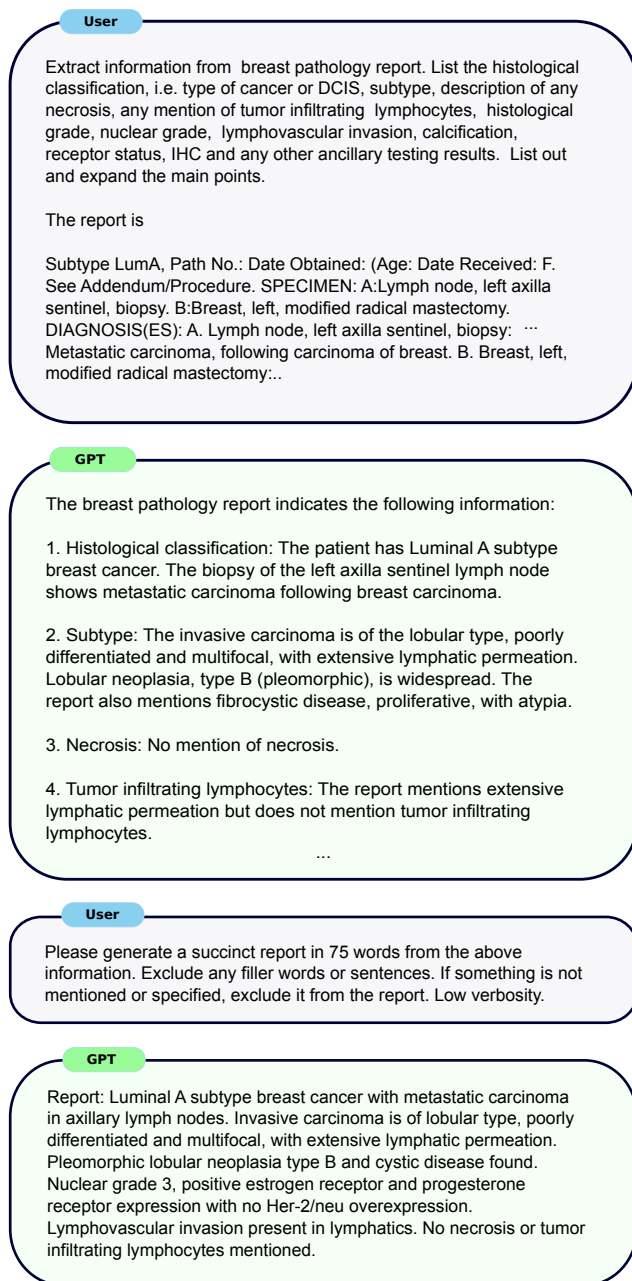 User
Extract information from breast pathology report. List the histological
classification, i.e. type of cancer or DCIS, subtype, description of any
necrosis, any mention of tumor infiltrating lymphocytes, histological
grade, nuclear grade, lymphovascular invasion, calcification,
receptor status, IHC and any other ancillary testing results. List out
and expand the main points.
The report is
Subtype LumA, Path No.: Date Obtained: (Age: Date Received: F.
See Addendum/Procedure. SPECIMEN: A:Lymph node, left axilla
sentinel, biopsy. B:Breast, left, modified radical mastectomy.
DIAGNOSIS(ES): A. Lymph node, left axilla sentinel, biopsy: ...
Metastatic carcinoma, following carcinoma of breast. B. Breast, left,
modified radical mastectomy:..
GPT
The breast pathology report indicates the following information:
1. Histological classification: The patient has Luminal A subtype
breast cancer. The biopsy of the left axilla sentinel lymph node
shows metastatic carcinoma following breast carcinoma.
2. Subtype: The invasive carcinoma is of the lobular type, poorly
differentiated and multifocal, with extensive lymphatic permeation.
Lobular neoplasia, type B (pleomorphic), is widespread. The
report also mentions fibrocystic disease, proliferative, with atypia.
3. Necrosis: No mention of necrosis.
4. Tumor infiltrating lymphocytes: The report mentions extensive
lymphatic permeation but does not mention tumor infiltrating
lymphocytes.
...
User
Please generate a succinct report in 75 words from the above
information. Exclude any filler words or sentences. If something is not
mentioned or specified, exclude it from the report. Low verbosity.
GPT
Report: Luminal A subtype breast cancer with metastatic carcinoma
in axillary lymph nodes. Invasive carcinoma is of lobular type, poorly
differentiated and multifocal, with extensive lymphatic permeation.
Pleomorphic lobular neoplasia type B and cystic disease found.
Nuclear grade 3, positive estrogen receptor and progesterone
receptor expression with no Her-2/neu overexpression.
Lymphovascular invasion present in lymphatics. No necrosis or tumor
infiltrating lymphocytes mentioned.